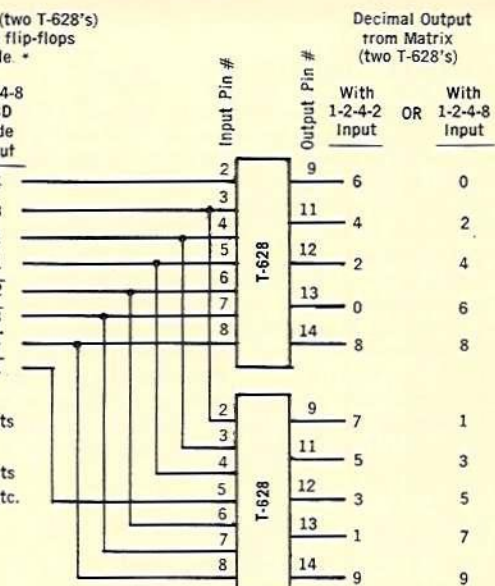 (two T-628's)
flip-flops
Decimal Output
from Matrix
(two T-628's)
Input Pin #
Output Pin #
4-8
With
1-2-4-2
Input
OR
With
1-2-4-8
Input
2 9 6 0
3
4 11 4 2
5 12 2 4
6
7 13 0 6
8 14 8 8
T-628
2 9 7 1
3
4 11 5 3
5 12 3 5
6
7 13 1 7
8 14 9 9
T-628
ts
ts
tc.